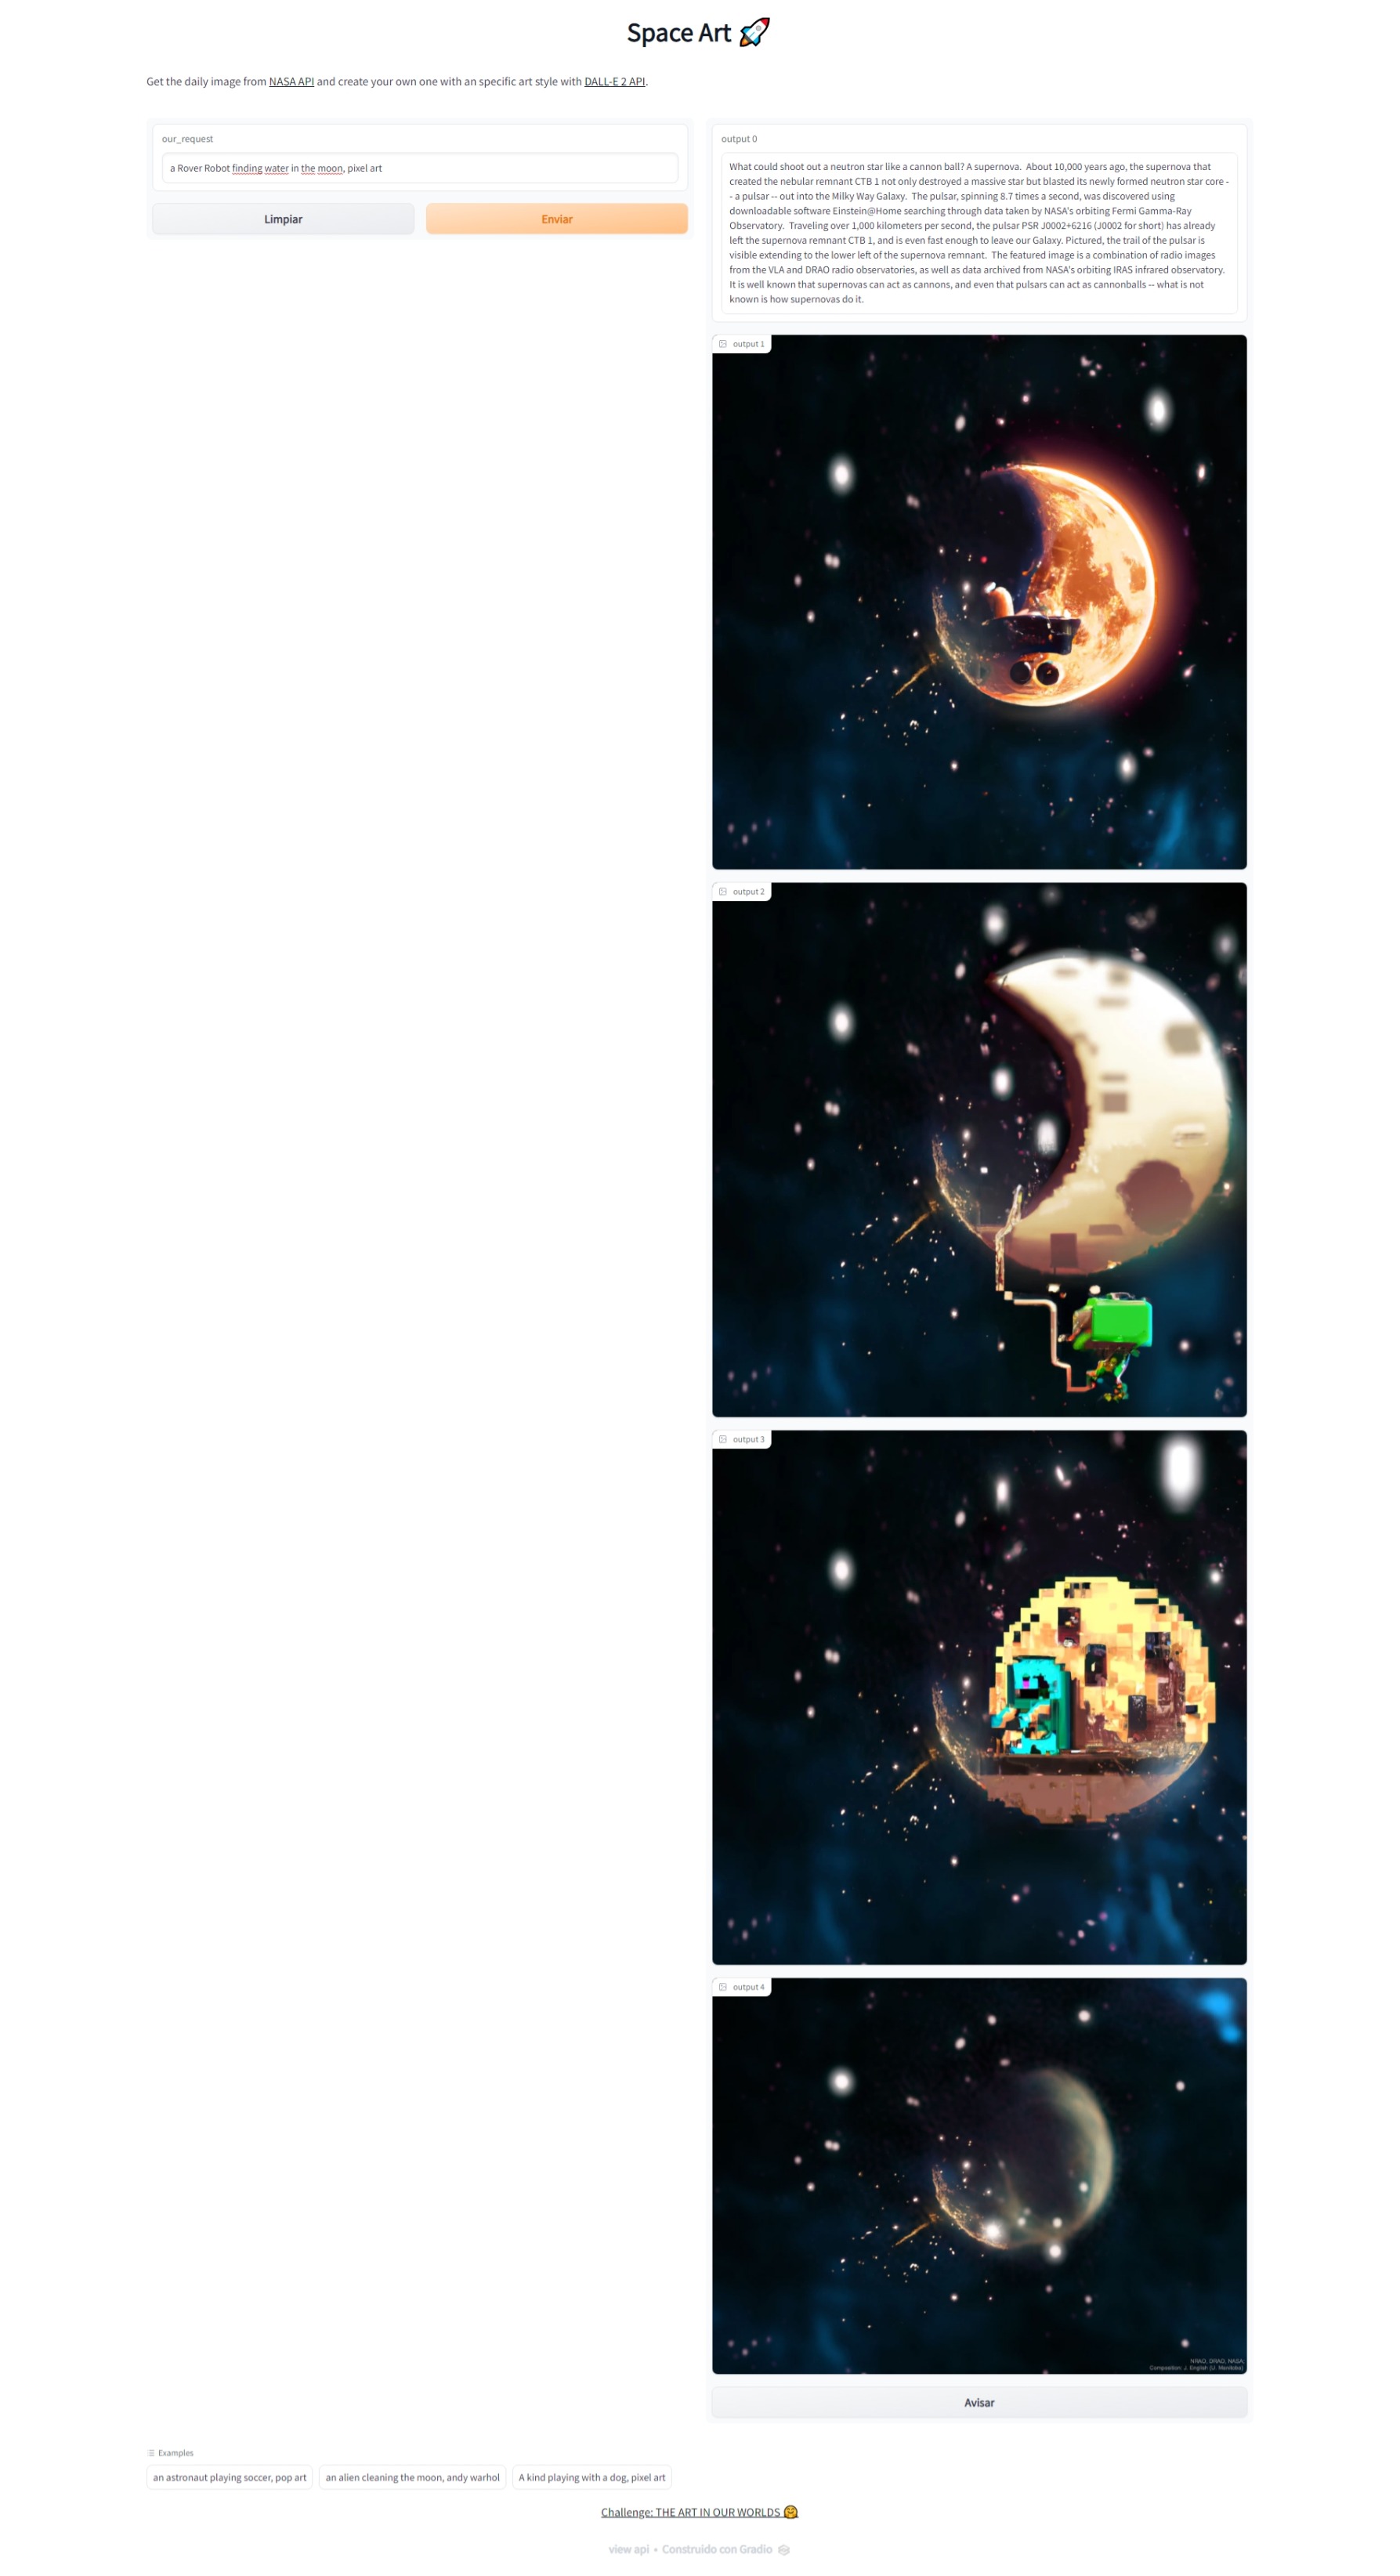 Space Art 🚀
Get the daily image from NASA API and create your own one with an specific art style with DALL-E 2 API.
our_request
a Rover Robot finding water in the moon, pixel art
Limpiar
Enviar
output 0
What could shoot out a neutron star like a cannon ball? A supernova.  About 10,000 years ago, the supernova that
created the nebular remnant CTB 1 not only destroyed a massive star but blasted its newly formed neutron star core -
- a pulsar -- out into the Milky Way Galaxy.  The pulsar, spinning 8.7 times a second, was discovered using
downloadable software Einstein@Home searching through data taken by NASA's orbiting Fermi Gamma-Ray
Observatory.  Traveling over 1,000 kilometers per second, the pulsar PSR J0002+6216 (J0002 for short) has already
left the supernova remnant CTB 1, and is even fast enough to leave our Galaxy. Pictured, the trail of the pulsar is
visible extending to the lower left of the supernova remnant.  The featured image is a combination of radio images
from the VLA and DRAO radio observatories, as well as data archived from NASA's orbiting IRAS infrared observatory.
It is well known that supernovas can act as cannons, and even that pulsars can act as cannonballs -- what is not
known is how supernovas do it.
output 1
output 2
output 3
output 4
NRAO, DRAO, NASA;
Composition: J. English (U. Manitoba)
Avisar
Examples
an astronaut playing soccer, pop art
an alien cleaning the moon, andy warhol
A kind playing with a dog, pixel art
Challenge: THE ART IN OUR WORLDS 🤗
view api • Construido con Gradio